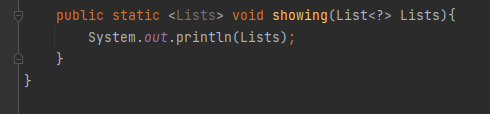 public static <Lists> void showing(List<?> Lists){
System.out.println(Lists);
}
}